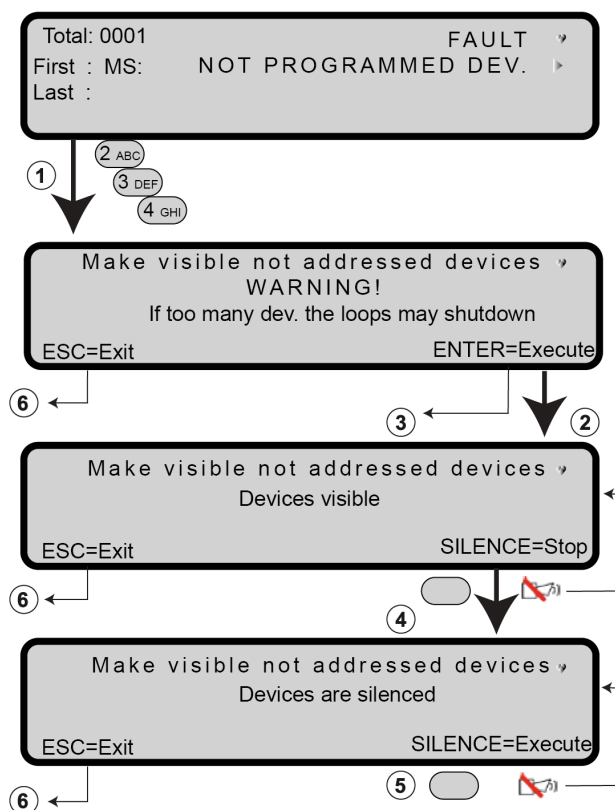 Total: 0001 FAULT
First : MS: NOT PROGRAMMED DEV.
Last :
1
2 ABC
3 DEF
4 GHI
Make visible not addressed devices
WARNING!
If too many dev. the loops may shutdown
ESC=Exit ENTER=Execute
6
3
2
Make visible not addressed devices
Devices visible
ESC=Exit SILENCE=Stop
6
4
Make visible not addressed devices
Devices are silenced
ESC=Exit SILENCE=Execute
6
5